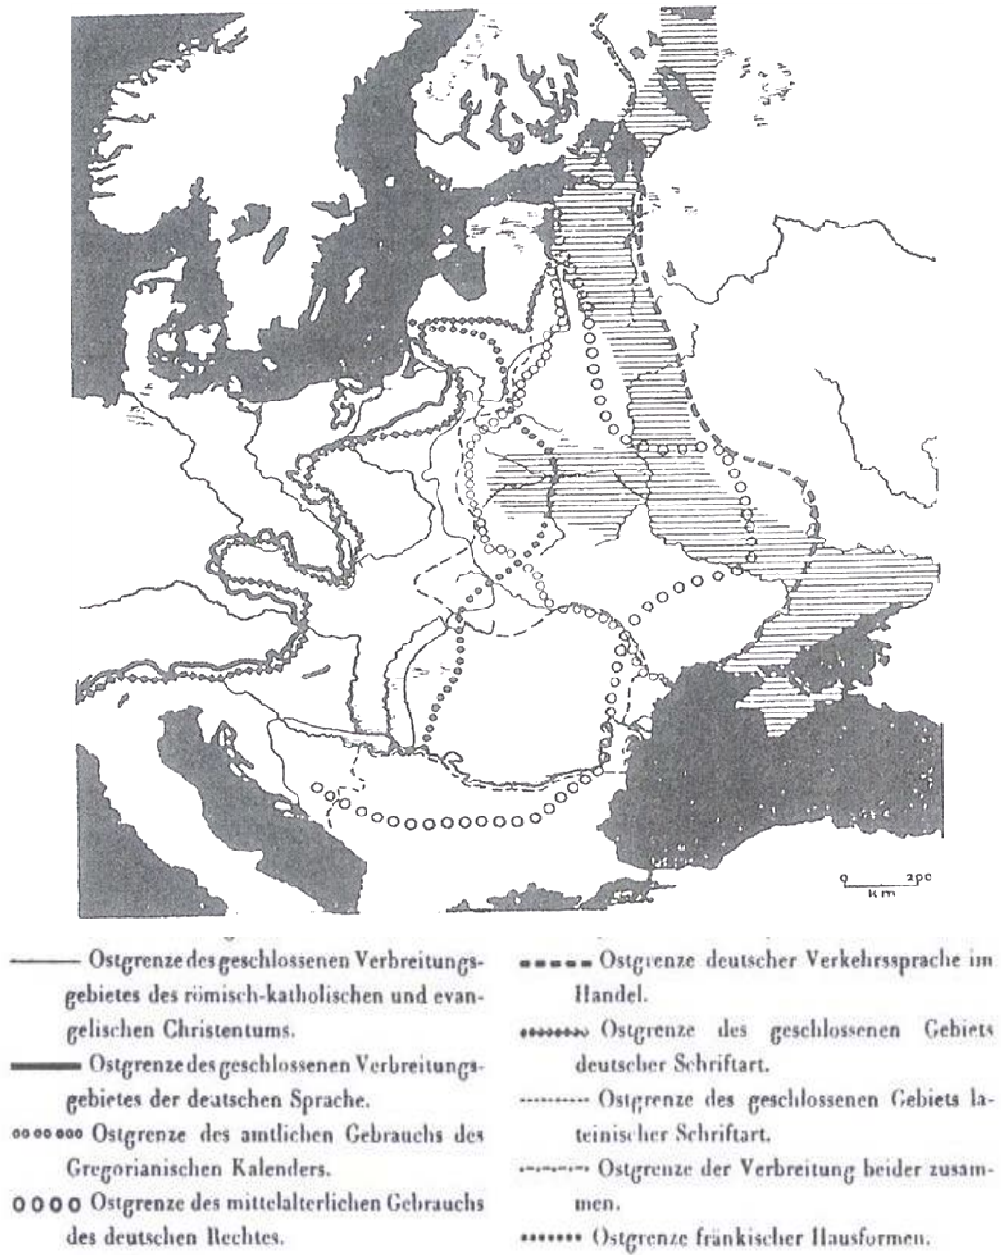 0 200
Km
Ostgrenze des geschlossenen Verbreitungs-
gebietes des römisch-katholischen und evan-
gelischen Christentums.
Ostgrenze des geschlossenen Verbreitungs-
gebietes der deutschen Sprache.
Ostgrenze des amtlichen Gebrauchs des
Gregorianischen Kalenders.
Ostgrenze des mittelalterlichen Gebrauchs
des deutschen Rechtes.
Ostgrenze deutscher Verkehrssprache im
Handel.
Ostgrenze des geschlossenen Gebiets
deutscher Schriftart.
Ostgrenze des geschlossenen Gebiets la-
teinischer Schriftart.
Ostgrenze der Verbreitung beider zusam-
men.
Ostgrenze fränkischer Hausformen.